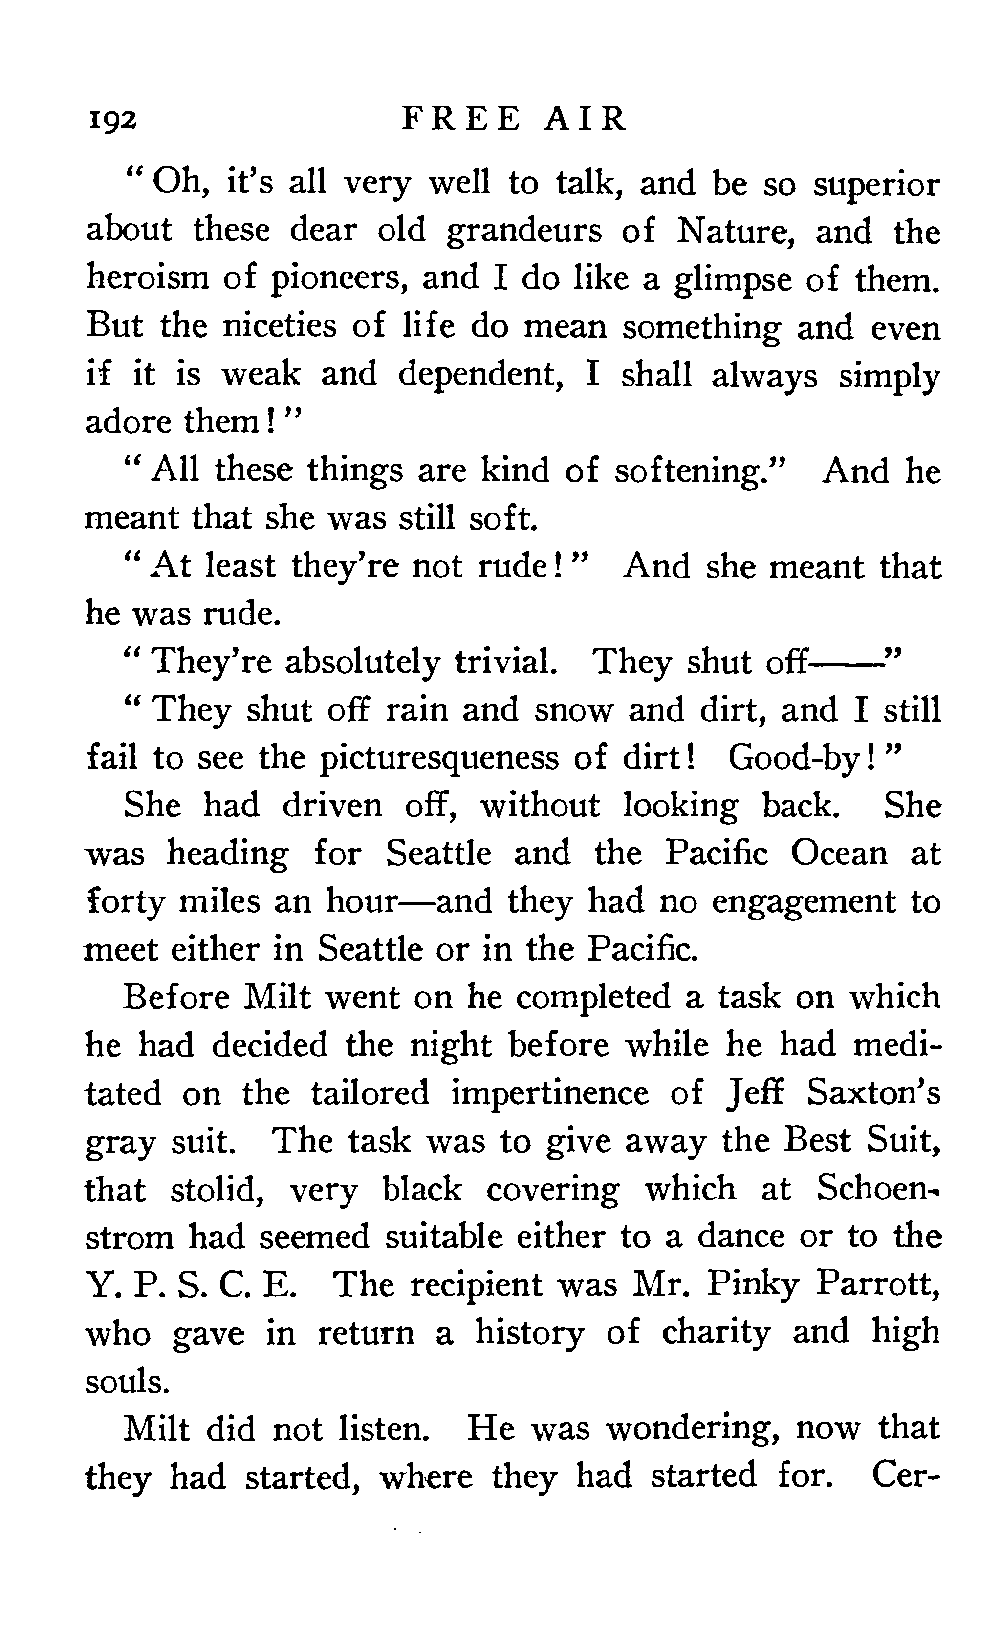 192 FREE AIR
“ Oh, it’s all very well to talk, and be so superior
about these dear old grandeurs of Nature, and the
heroism of pioneers, and I do like a glimpse of them.
But the niceties of life do mean something and even
if it is weak and dependent, I shall always simply
adore them! ”
“ All these things are kind of softening.” And he
meant that she was still soft.
“ At least they’re not rude! ” And she meant that
he was rude.
“ They’re absolutely trivial. They shut off——”
“ They shut off rain and snow and dirt, and I still
fail to see the picturesqueness of dirt! Good-by! ”
She had driven off, without looking back. She
was heading for Seattle and the Pacific Ocean at
forty miles an hour—and they had no engagement to
meet either in Seattle or in the Pacific.
Before Milt went on he completed a task on which
he had decided the night before while he had medi-
tated on the tailored impertinence of Jeff Saxton’s
gray suit. The task was to give away the Best Suit,
that stolid, very black covering which at Schoen-
strom had seemed suitable either to a dance or to the
Y. P. S. C. E. The recipient was Mr. Pinky Parrott,
who gave in return a history of charity and high
souls.
Milt did not listen. He was wondering, now that
they had started, where they had started for. Cer-